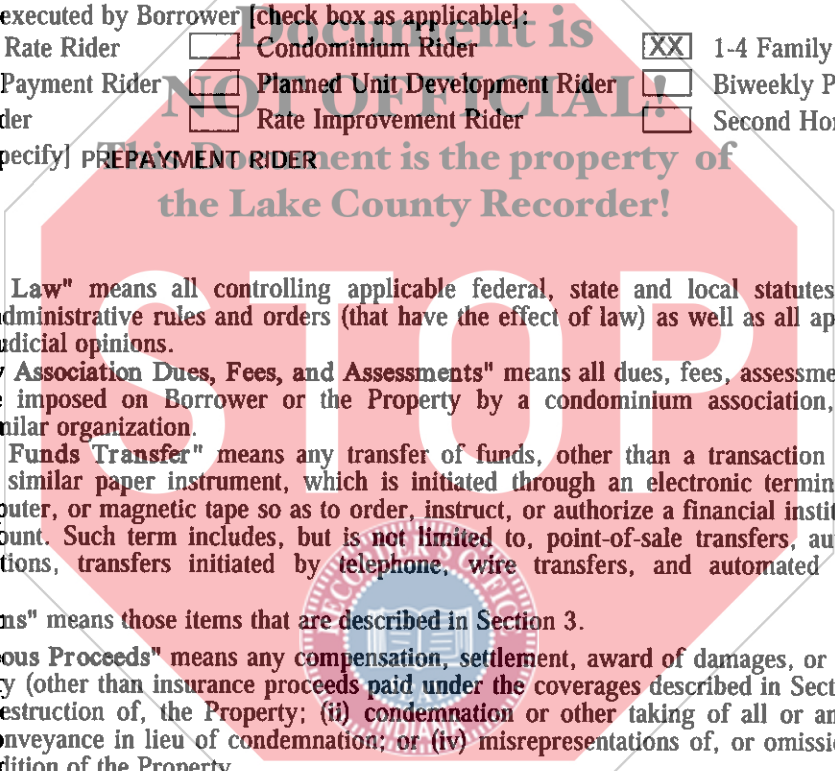 executed by Borrower [check box as applicable]:
Rate Rider Condominium Rider XX 1-4 Family
Payment Rider Planned Unit Development Rider Biweekly P
der Rate Improvement Rider Second Hor
pecify] PREPAYMENT RIDER
Document is
NOT OFFICIAL!
This Document is the property of
the Lake County Recorder!
STOP
Law" means all controlling applicable federal, state and local statutes
dministrative rules and orders (that have the effect of law) as well as all ap
udicial opinions.
Association Dues, Fees, and Assessments" means all dues, fees, assessme
imposed on Borrower or the Property by a condominium association,
milar organization.
Funds Transfer" means any transfer of funds, other than a transaction
similar paper instrument, which is initiated through an electronic termin
puter, or magnetic tape so as to order, instruct, or authorize a financial instit
ount. Such term includes, but is not limited to, point-of-sale transfers, au
tions, transfers initiated by telephone, wire transfers, and automated
ms" means those items that are described in Section 3.
ous Proceeds" means any compensation, settlement, award of damages, or
y (other than insurance proceeds paid under the coverages described in Sect
estruction of, the Property; (ii) condemnation or other taking of all or an
onveyance in lieu of condemnation; or (iv) misrepresentations of, or omissi
dition of the Property.
RECORDER'S OFFIC
INDIANA